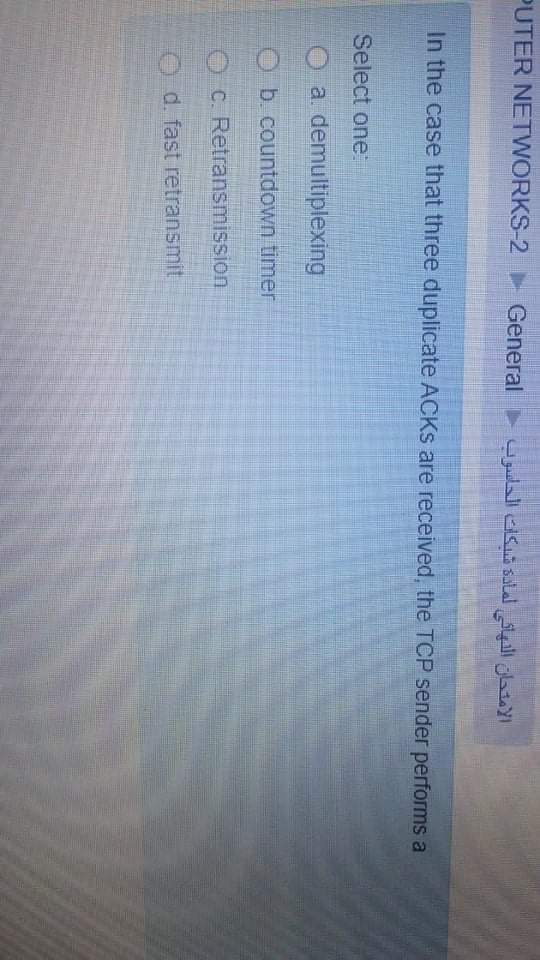 PUTER NETWORKS-2 ► General ► الامتحان النهائي لمادة شبكات الحاسوب
In the case that three duplicate ACKs are received, the TCP sender performs a
Select one:
a. demultiplexing
b. countdown timer
c. Retransmission
d. fast retransmit